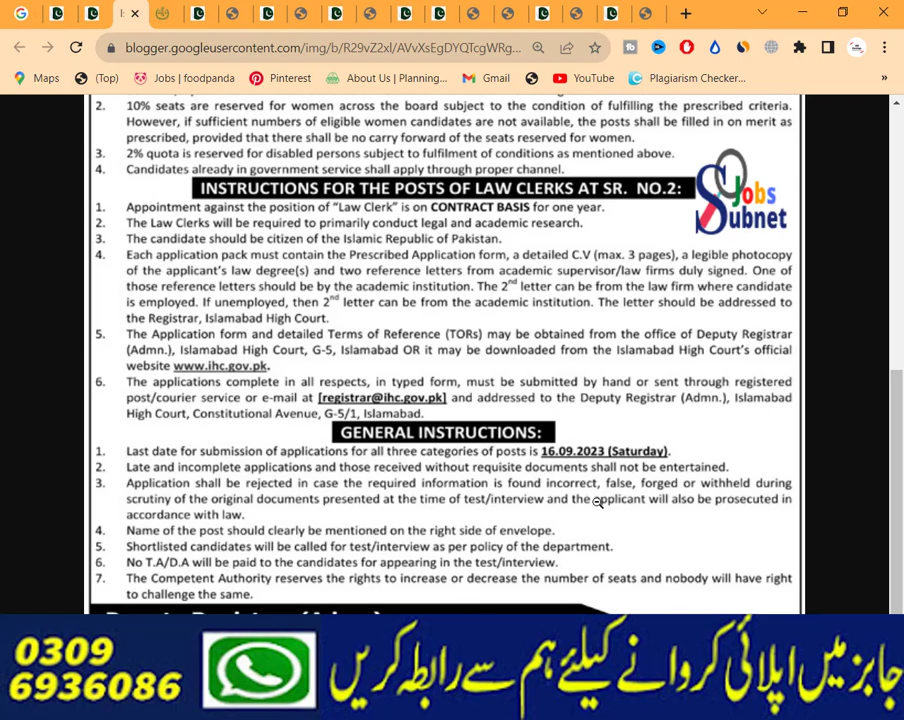 blogger.googleusercontent.com/img/b/R29vZ2xl/AVvXsEgDYQTcgWRg...
Maps (Top) Jobs | foodpanda Pinterest About Us | Planning... Gmail YouTube Plagiarism Checker...
2. 10% seats are reserved for women across the board subject to the condition of fulfilling the prescribed criteria.
However, if sufficient numbers of eligible women candidates are not available, the posts shall be filled in on merit as
prescribed, provided that there shall be no carry forward of the seats reserved for women.
3. 2% quota is reserved for disabled persons subject to fulfilment of conditions as mentioned above.
4. Candidates already in government service shall apply through proper channel.
INSTRUCTIONS FOR THE POSTS OF LAW CLERKS AT SR. NO.2:
Jobs
Subnet
1. Appointment against the position of "Law Clerk" is on CONTRACT BASIS for one year.
2. The Law Clerks will be required to primarily conduct legal and academic research.
3. The candidate should be citizen of the Islamic Republic of Pakistan.
4. Each application pack must contain the Prescribed Application form, a detailed C.V (max. 3 pages), a legible photocopy
of the applicant's law degree(s) and two reference letters from academic supervisor/law firms duly signed. One of
those reference letters should be by the academic institution. The 2nd letter can be from the law firm where candidate
is employed. If unemployed, then 2nd letter can be from the academic institution. The letter should be addressed to
the Registrar, Islamabad High Court.
5. The Application form and detailed Terms of Reference (TORs) may be obtained from the office of Deputy Registrar
(Admn.), Islamabad High Court, G-5, Islamabad OR it may be downloaded from the Islamabad High Court's official
website www.ihc.gov.pk.
6. The applications complete in all respects, in typed form, must be submitted by hand or sent through registered
post/courier service or e-mail at [registrar@ihc.gov.pk] and addressed to the Deputy Registrar (Admn.), Islamabad
High Court, Constitutional Avenue, G-5/1, Islamabad.
GENERAL INSTRUCTIONS:
1. Last date for submission of applications for all three categories of posts is 16.09.2023 (Saturday).
2. Late and incomplete applications and those received without requisite documents shall not be entertained.
3. Application shall be rejected in case the required information is found incorrect, false, forged or withheld during
scrutiny of the original documents presented at the time of test/interview and the applicant will also be prosecuted in
accordance with law.
4. Name of the post should clearly be mentioned on the right side of envelope.
5. Shortlisted candidates will be called for test/interview as per policy of the department.
6. No T.A/D.A will be paid to the candidates for appearing in the test/interview.
7. The Competent Authority reserves the rights to increase or decrease the number of seats and nobody will have right
to challenge the same.
0309
6936086
جابز میں اپلائی کروانے کیلئے ہم سے رابطہ کریں